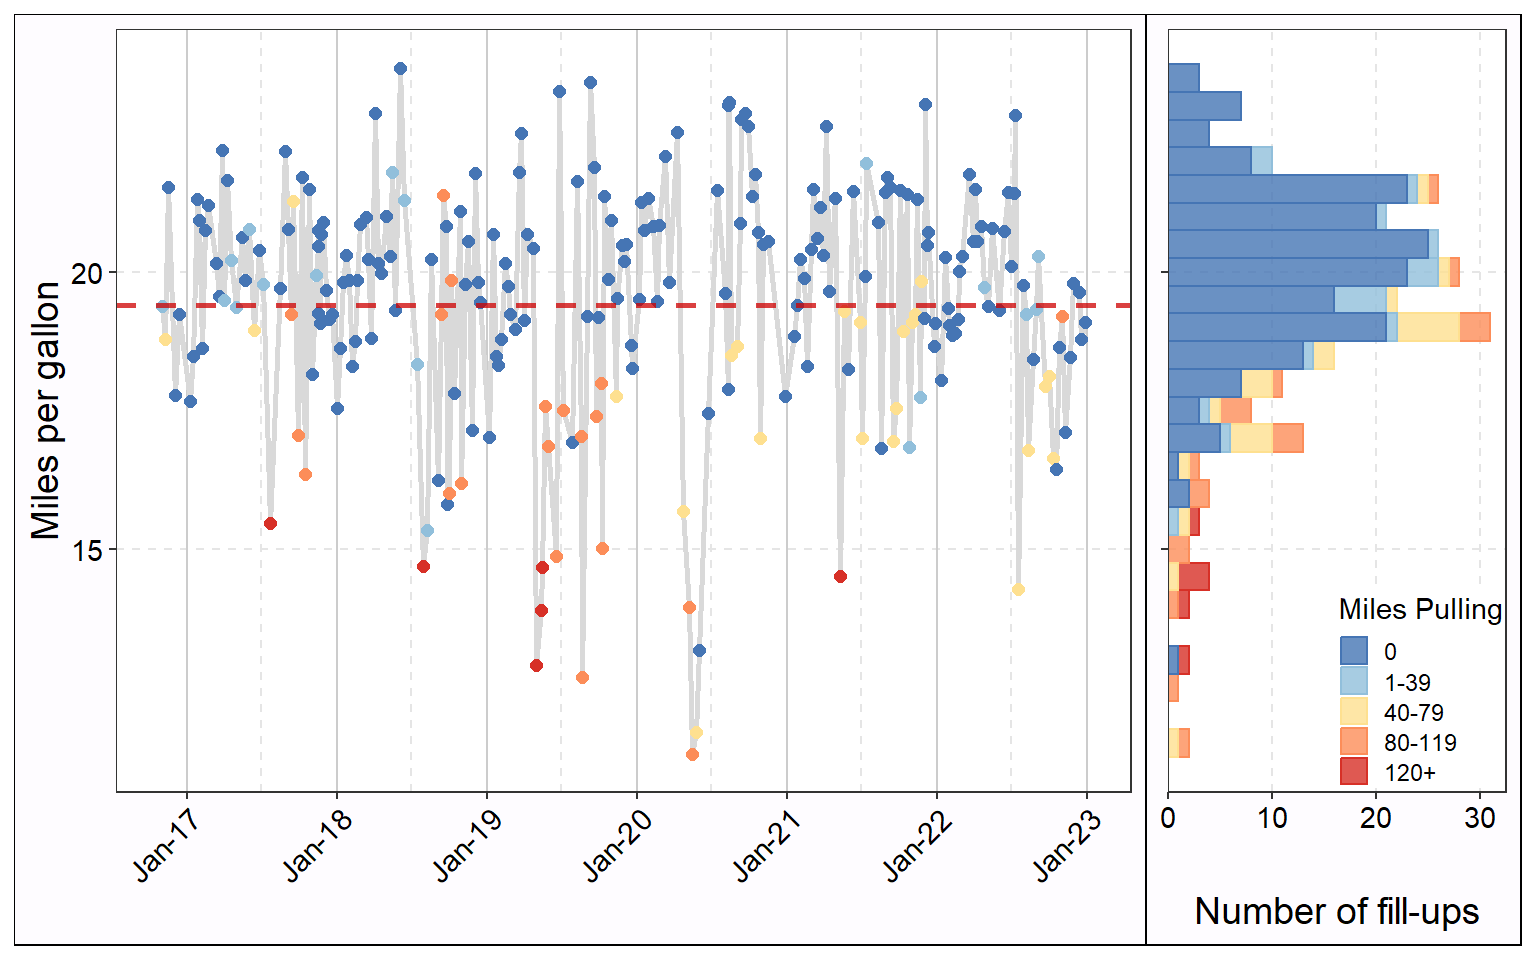 Miles per gallon
20
15
Jan-17
Jan-18
Jan-19
Jan-20
Jan-21
Jan-22
Jan-23
Miles Pulling
0
1-39
40-79
80-119
120+
0
10
20
30
Number of fill-ups